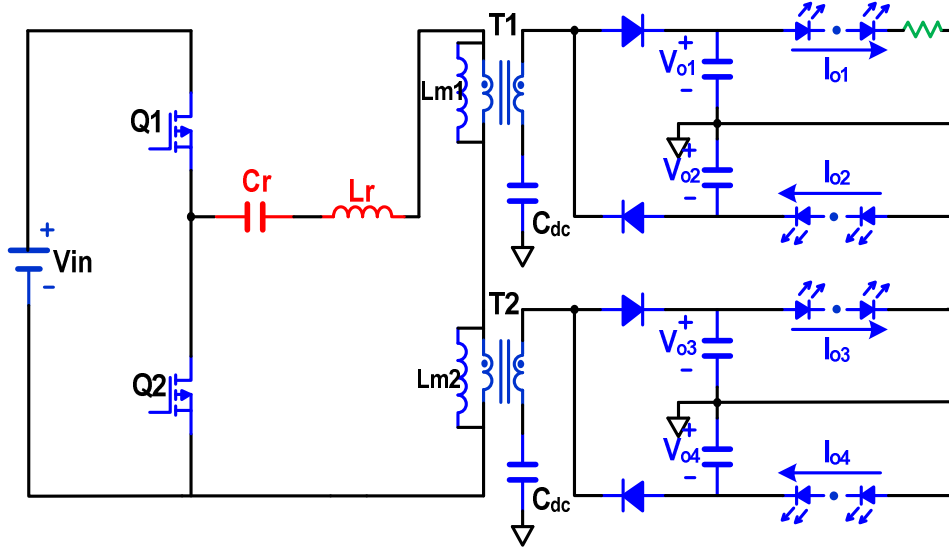 T1
Q1
Lm1
Cr
Lr
+
Vin
−
Cdc
+
Vo1
−
Io1
+
Vo2
−
Io2
T2
Q2
Lm2
Cdc
+
Vo3
−
Io3
+
Vo4
−
Io4